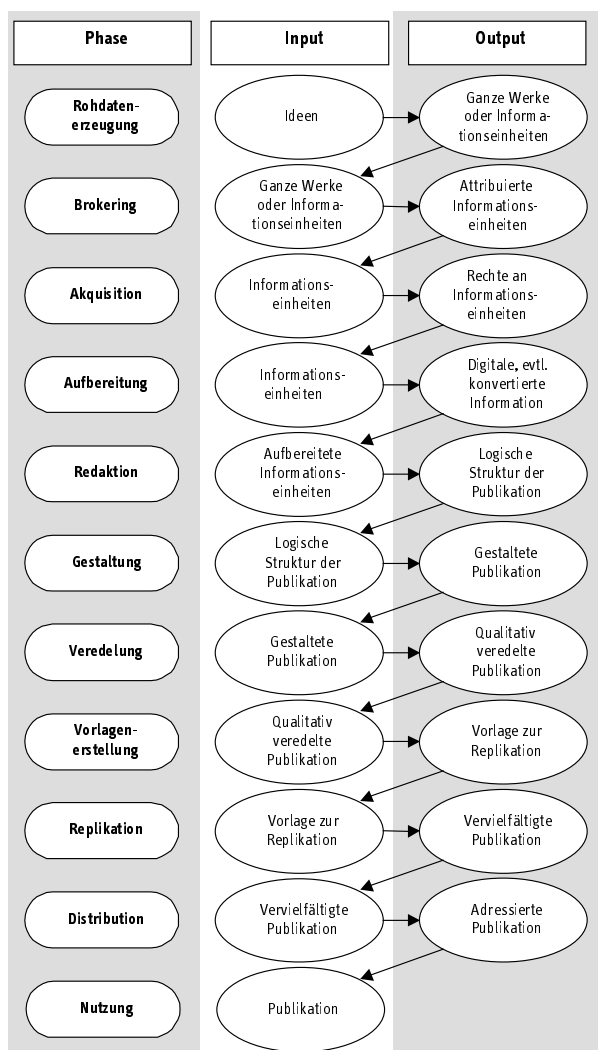 Phase
Input
Output
Rohdaten-
erzeugung
Ideen
Ganze Werke
oder Informa-
tionseinheiten
Brokering
Ganze Werke
oder Informa-
tionseinheiten
Attribuierte
Informations-
einheiten
Akquisition
Informations-
einheiten
Rechte an
Informations-
einheiten
Aufbereitung
Informations-
einheiten
Digitale, evtl.
konvertierte
Information
Redaktion
Aufbereitete
Informations-
einheiten
Logische
Struktur der
Publikation
Gestaltung
Logische
Struktur der
Publikation
Gestaltete
Publikation
Veredelung
Gestaltete
Publikation
Qualitativ
veredelte
Publikation
Vorlagen-
erstellung
Qualitativ
veredelte
Publikation
Vorlage zur
Replikation
Replikation
Vorlage zur
Replikation
Vervielfältigte
Publikation
Distribution
Vervielfältigte
Publikation
Adressierte
Publikation
Nutzung
Publikation